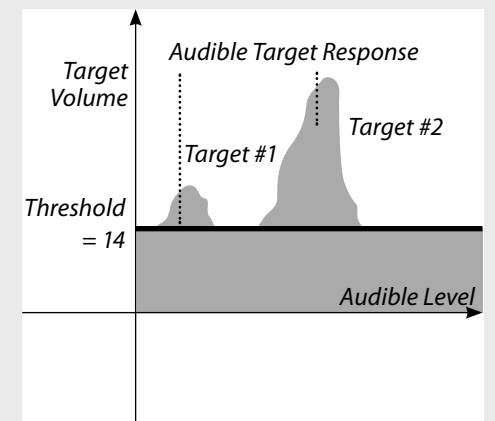 Audible Target Response
Target
Volume
Target #2
Target #1
Threshold
= 14
Audible Level